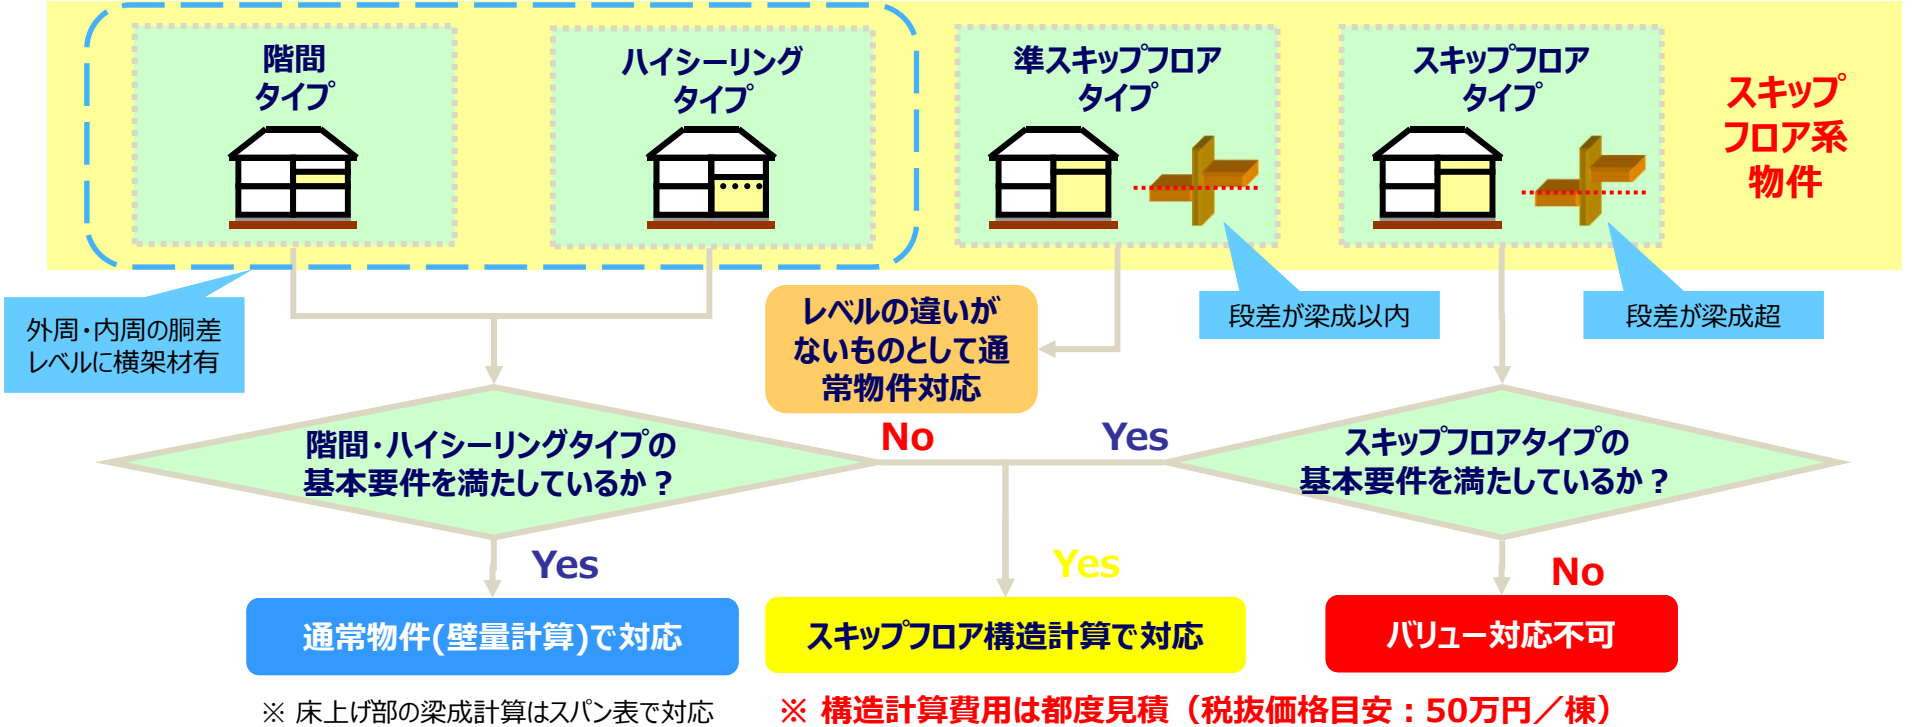 階間
タイプ
ハイシーリング
タイプ
準スキップフロア
タイプ
スキップフロア
タイプ
スキップ
フロア系
物件
外周・内周の胴差
レベルに横架材有
レベルの違いが
ないものとして通
常物件対応
段差が梁成以内
段差が梁成超
階間・ハイシーリングタイプの
基本要件を満たしているか？
No
Yes
スキップフロアタイプの
基本要件を満たしているか？
Yes
Yes
No
通常物件(壁量計算)で対応
スキップフロア構造計算で対応
バリュー対応不可
※ 床上げ部の梁成計算はスパン表で対応
※ 構造計算費用は都度見積（税抜価格目安：50万円／棟）